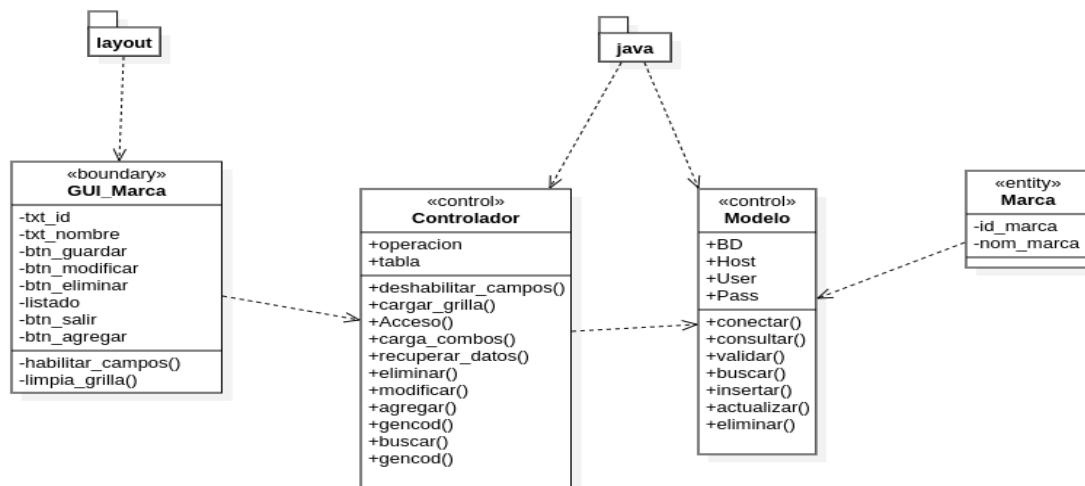 layout
java
«boundary»
GUI_Marca
-txt_id
-txt_nombre
-btn_guardar
-btn_modificar
-btn_eliminar
-listado
-btn_salir
-btn_agregar
-habilitar_campos()
-limpia_grilla()
«control»
Controlador
+operacion
+tabla
+deshabilitar_campos()
+cargar_grilla()
+Acceso()
+carga_combos()
+recuperar_datos()
+eliminar()
+modificar()
+agregar()
+gencod()
+buscar()
+gencod()
«control»
Modelo
+BD
+Host
+User
+Pass
+conectar()
+consultar()
+validar()
+buscar()
+insertar()
+actualizar()
+eliminar()
«entity»
Marca
-id_marca
-nom_marca